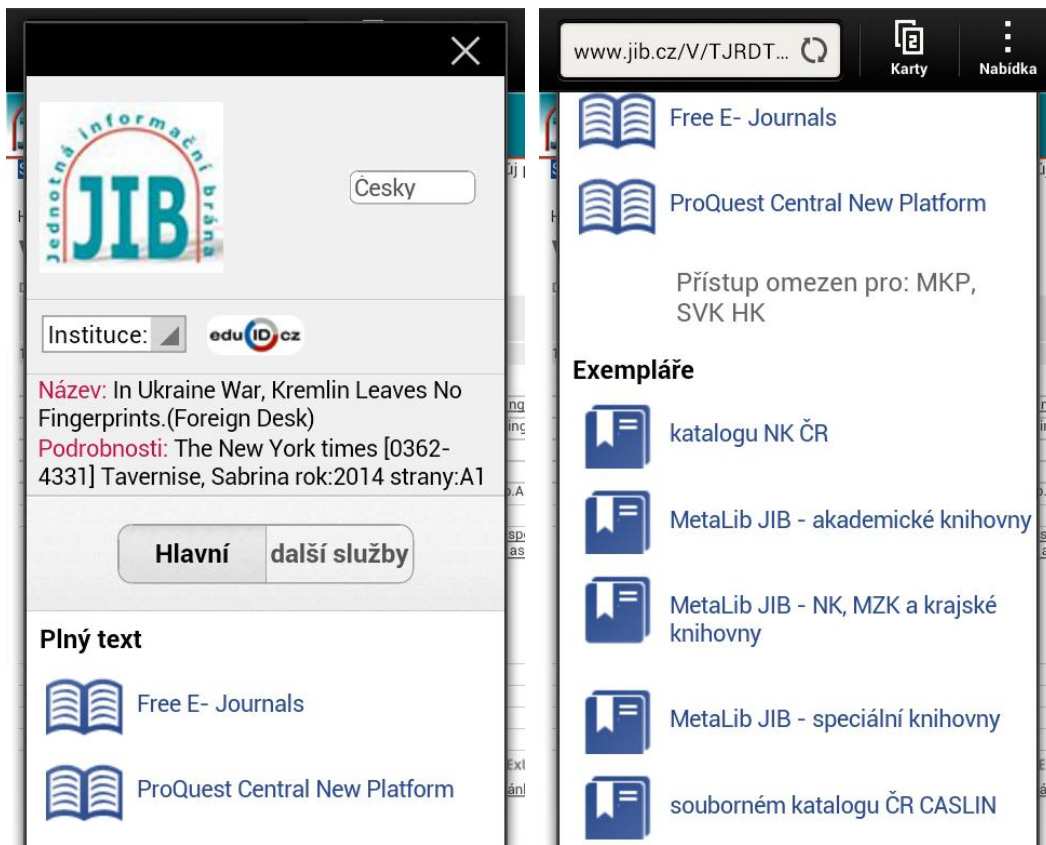 Jednotná informační brána
JIB
Česky
Instituce:
eduID.cz
Název: In Ukraine War, Kremlin Leaves No
Fingerprints.(Foreign Desk)
Podrobnosti: The New York times [0362-
4331] Tavernise, Sabrina rok:2014 strany:A1
Hlavní
další služby
Plný text
Free E- Journals
ProQuest Central New Platform
www.jib.cz/V/TJRDT...
2
Karty
Nabídka
Free E- Journals
ProQuest Central New Platform
Přístup omezen pro: MKP,
SVK HK
Exempláře
katalogu NK ČR
MetaLib JIB - akademické knihovny
MetaLib JIB - NK, MZK a krajské
knihovny
MetaLib JIB - speciální knihovny
souborném katalogu ČR CASLIN